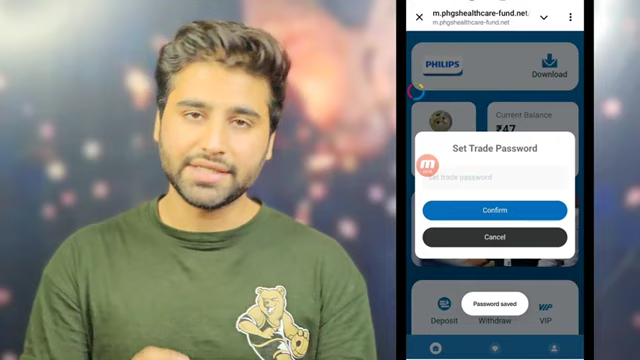 m.phgshealthcare-fund.net.
m.phgshealthcare-fund.net
PHILIPS
Download
Current Balance
₹47
Set Trade Password
m
Set trade password
Confirm
Cancel
Password saved
Deposit
Withdraw
VIP
VIP